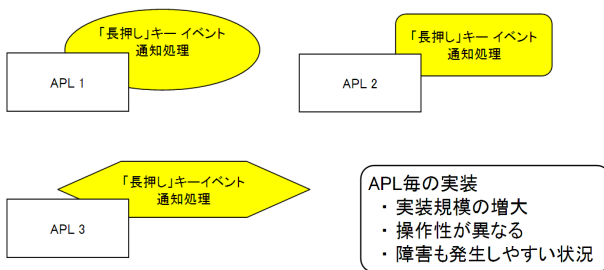 「長押し」キー イベント
通知処理
APL 1
「長押し」キー イベント
通知処理
APL 2
「長押し」キーイベント
通知処理
APL 3
APL毎の実装
・ 実装規模の増大
・ 操作性が異なる
・ 障害も発生しやすい状況